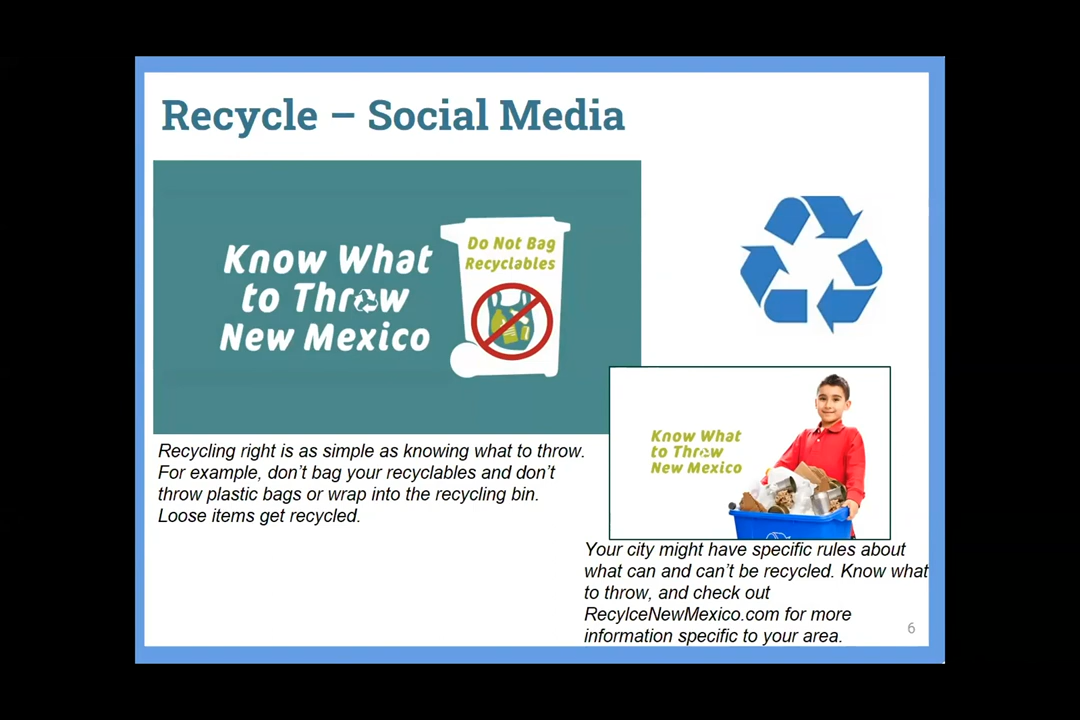 Recycle – Social Media
Know What
to Throw
New Mexico
Do Not Bag
Recyclables
Recycling right is as simple as knowing what to throw.
For example, don't bag your recyclables and don't
throw plastic bags or wrap into the recycling bin.
Loose items get recycled.
Know What
to Throw
New Mexico
Your city might have specific rules about
what can and can't be recycled. Know what
to throw, and check out
RecylceNewMexico.com for more
information specific to your area.
6